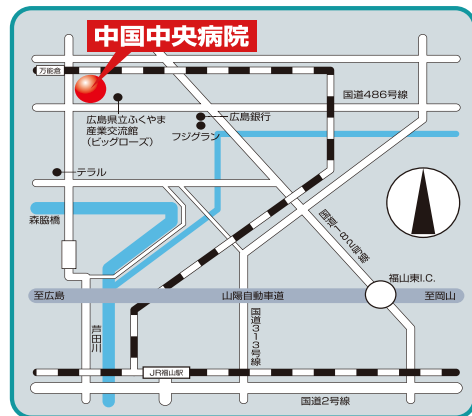 中国中央病院
万能倉
国道486号線
広島県立ふくやま
産業交流館
(ビッグローズ)
広島銀行
フジグラン
テラル
森脇橋
国道182号線
福山東I.C.
至広島
山陽自動車道
至岡山
芦田川
国道313号線
JR福山駅
国道2号線